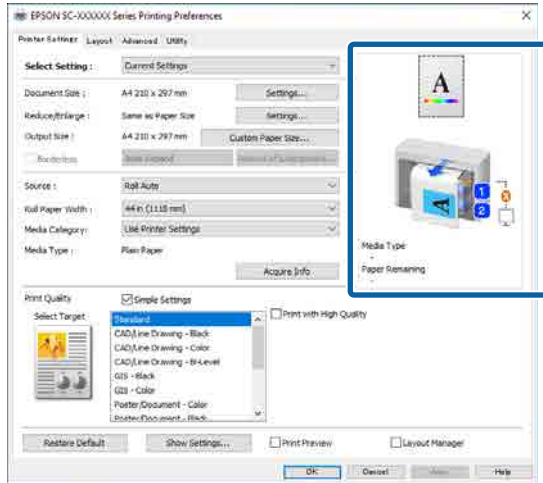 EPSON SC-XXXXXX Series Printing Preferences
Printer Settings Layout Advanced Utility
Select Setting : Current Settings
Document Size : A4 210 x 297 mm Settings...
Reduce/Enlarge : Same as Paper Size Settings...
Output Size : A4 210 x 297 mm Custom Paper Size...
Borderless
Source : Roll Auto
Roll Paper Width : 44 in (1118 mm)
Media Category: Use Printer Settings
Media Type : Plain Paper
Acquire Info
A
A
1
2
Media Type
-
Paper Remaining
-
Print Quality Simple Settings
Select Target Standard Print with High Quality
CAD/Line Drawing - Black
CAD/Line Drawing - Color
CAD/Line Drawing - Bi-Level
GIS - Black
GIS - Color
Poster/Document - Color
Poster/Document - Black
Restore Default Show Settings... Print Preview Layout Manager
OK Cancel Help